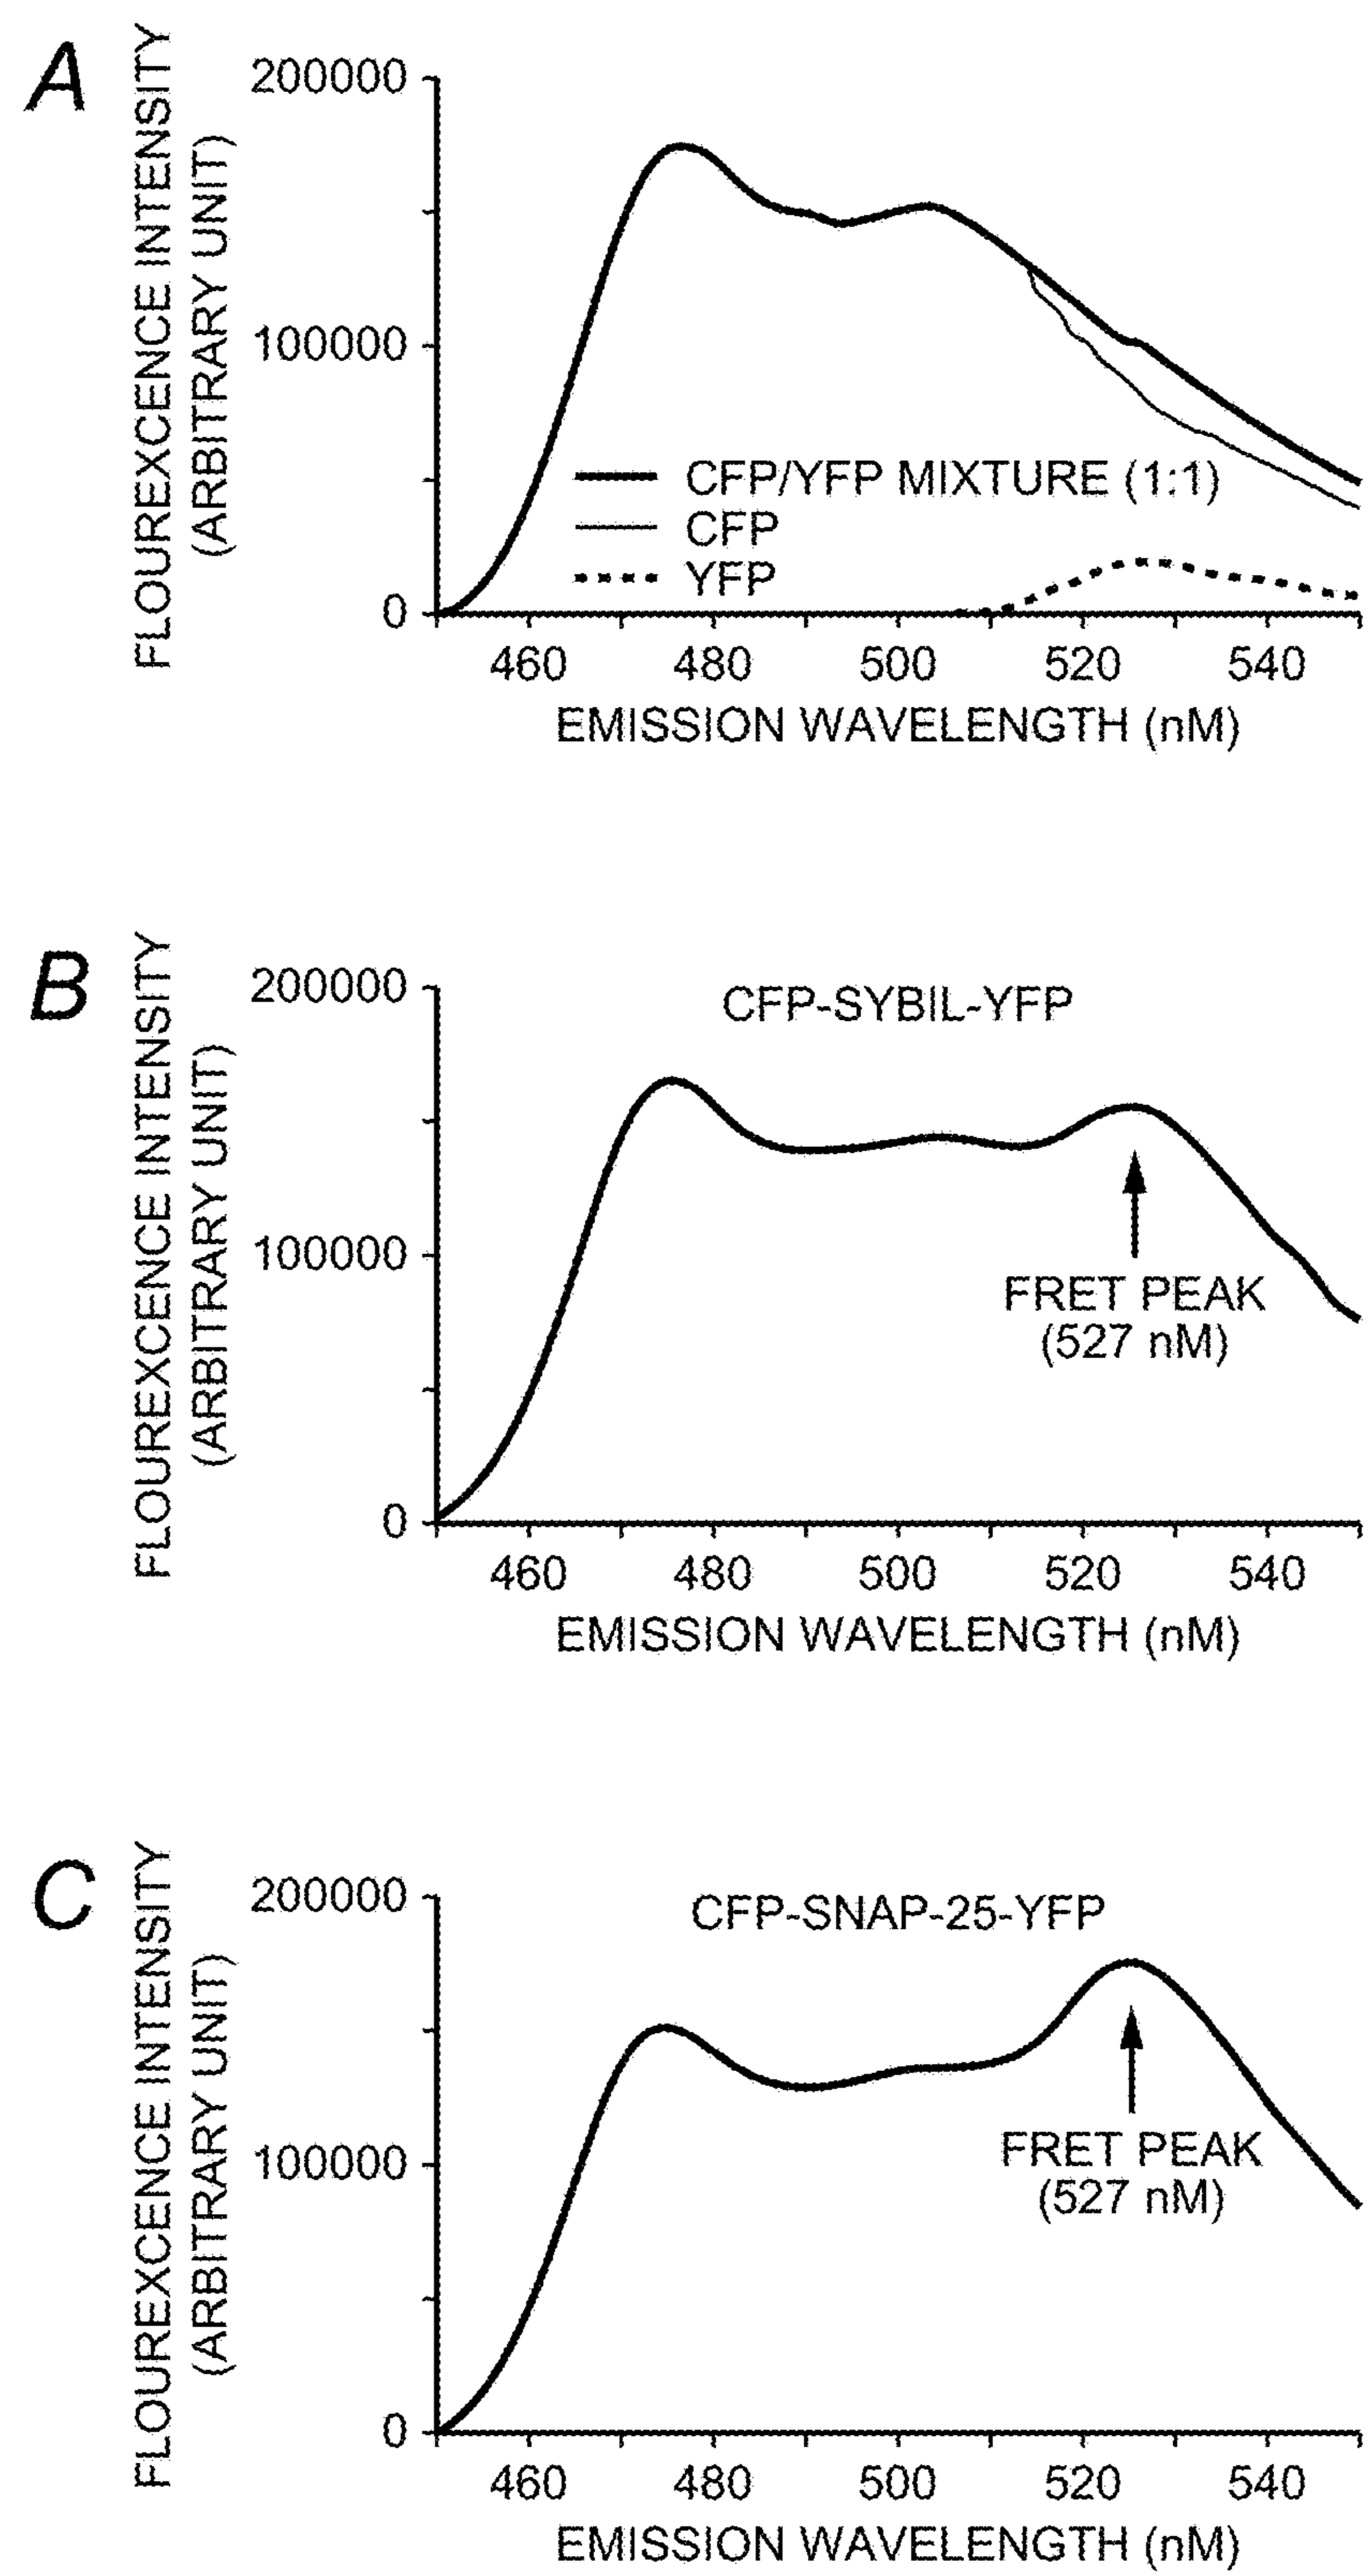 A
FLOUREXCENCE INTENSITY
(ARBITRARY UNIT)
200000
100000
0
CFP/YFP MIXTURE (1:1)
CFP
YFP
460 480 500 520 540
EMISSION WAVELENGTH (nM)
B
FLOUREXCENCE INTENSITY
(ARBITRARY UNIT)
200000
100000
0
CFP-SYBIL-YFP
FRET PEAK
(527 nM)
460 480 500 520 540
EMISSION WAVELENGTH (nM)
C
FLOUREXCENCE INTENSITY
(ARBITRARY UNIT)
200000
100000
0
CFP-SNAP-25-YFP
FRET PEAK
(527 nM)
460 480 500 520 540
EMISSION WAVELENGTH (nM)